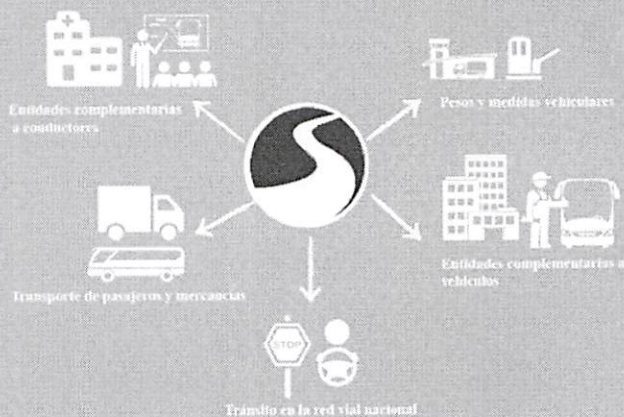 Entidades complementarias
a conductores
Pesos y medidas vehiculares
Transporte de pasajeros y mercancías
Entidades complementarias a
vehículos
STOP
Tránsito en la red vial nacional